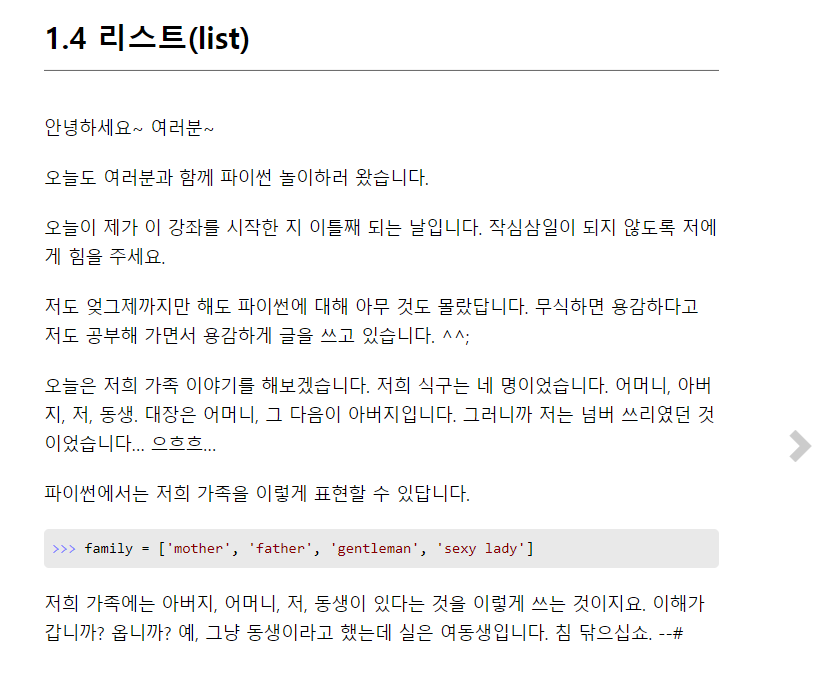 1.4 리스트(list)
안녕하세요~ 여러분~
오늘도 여러분과 함께 파이썬 놀이하러 왔습니다.
오늘이 제가 이 강좌를 시작한 지 이틀째 되는 날입니다. 작심삼일이 되지 않도록 저에
게 힘을 주세요.
저도 엊그제까지만 해도 파이썬에 대해 아무 것도 몰랐답니다. 무식하면 용감하다고
저도 공부해 가면서 용감하게 글을 쓰고 있습니다. ^^;
오늘은 저희 가족 이야기를 해보겠습니다. 저희 식구는 네 명이었습니다. 어머니, 아버
지, 저, 동생. 대장은 어머니, 그 다음이 아버지입니다. 그러니까 저는 넘버 쓰리였던 것
이었습니다... 으흐흐...
파이썬에서는 저희 가족을 이렇게 표현할 수 있답니다.
>>> family = ['mother', 'father', 'gentleman', 'sexy lady']
저희 가족에는 아버지, 어머니, 저, 동생이 있다는 것을 이렇게 쓰는 것이지요. 이해가
갑니까? 옵니까? 예, 그냥 동생이라고 했는데 실은 여동생입니다. 침 닦으십쇼. --#